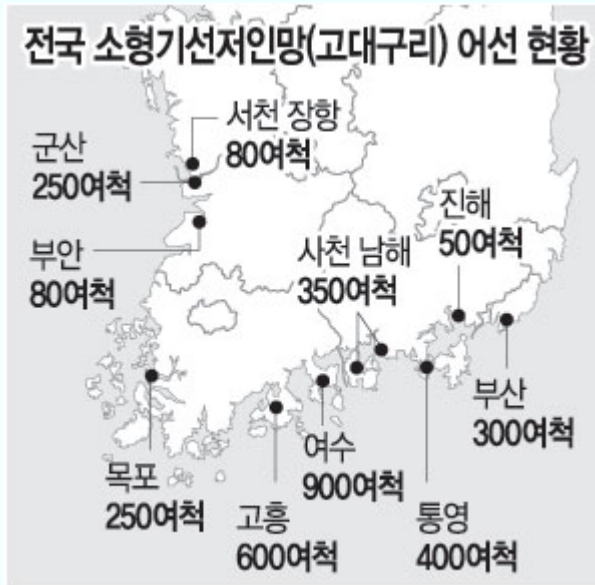 전국 소형기선저인망(고대구리) 어선 현황
서천 장항
80여척
군산
250여척
부안
80여척
진해
50여척
사천 남해
350여척
부산
300여척
목포
250여척
고흥
600여척
여수
900여척
통영
400여척